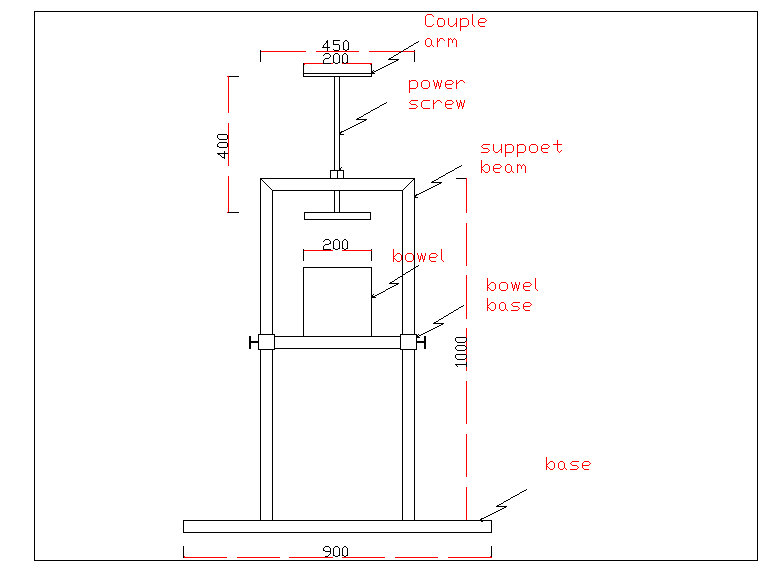 Couple
arm
450
200
power
screw
400
suppoet
beam
200
bowel
bowel
base
1000
base
900